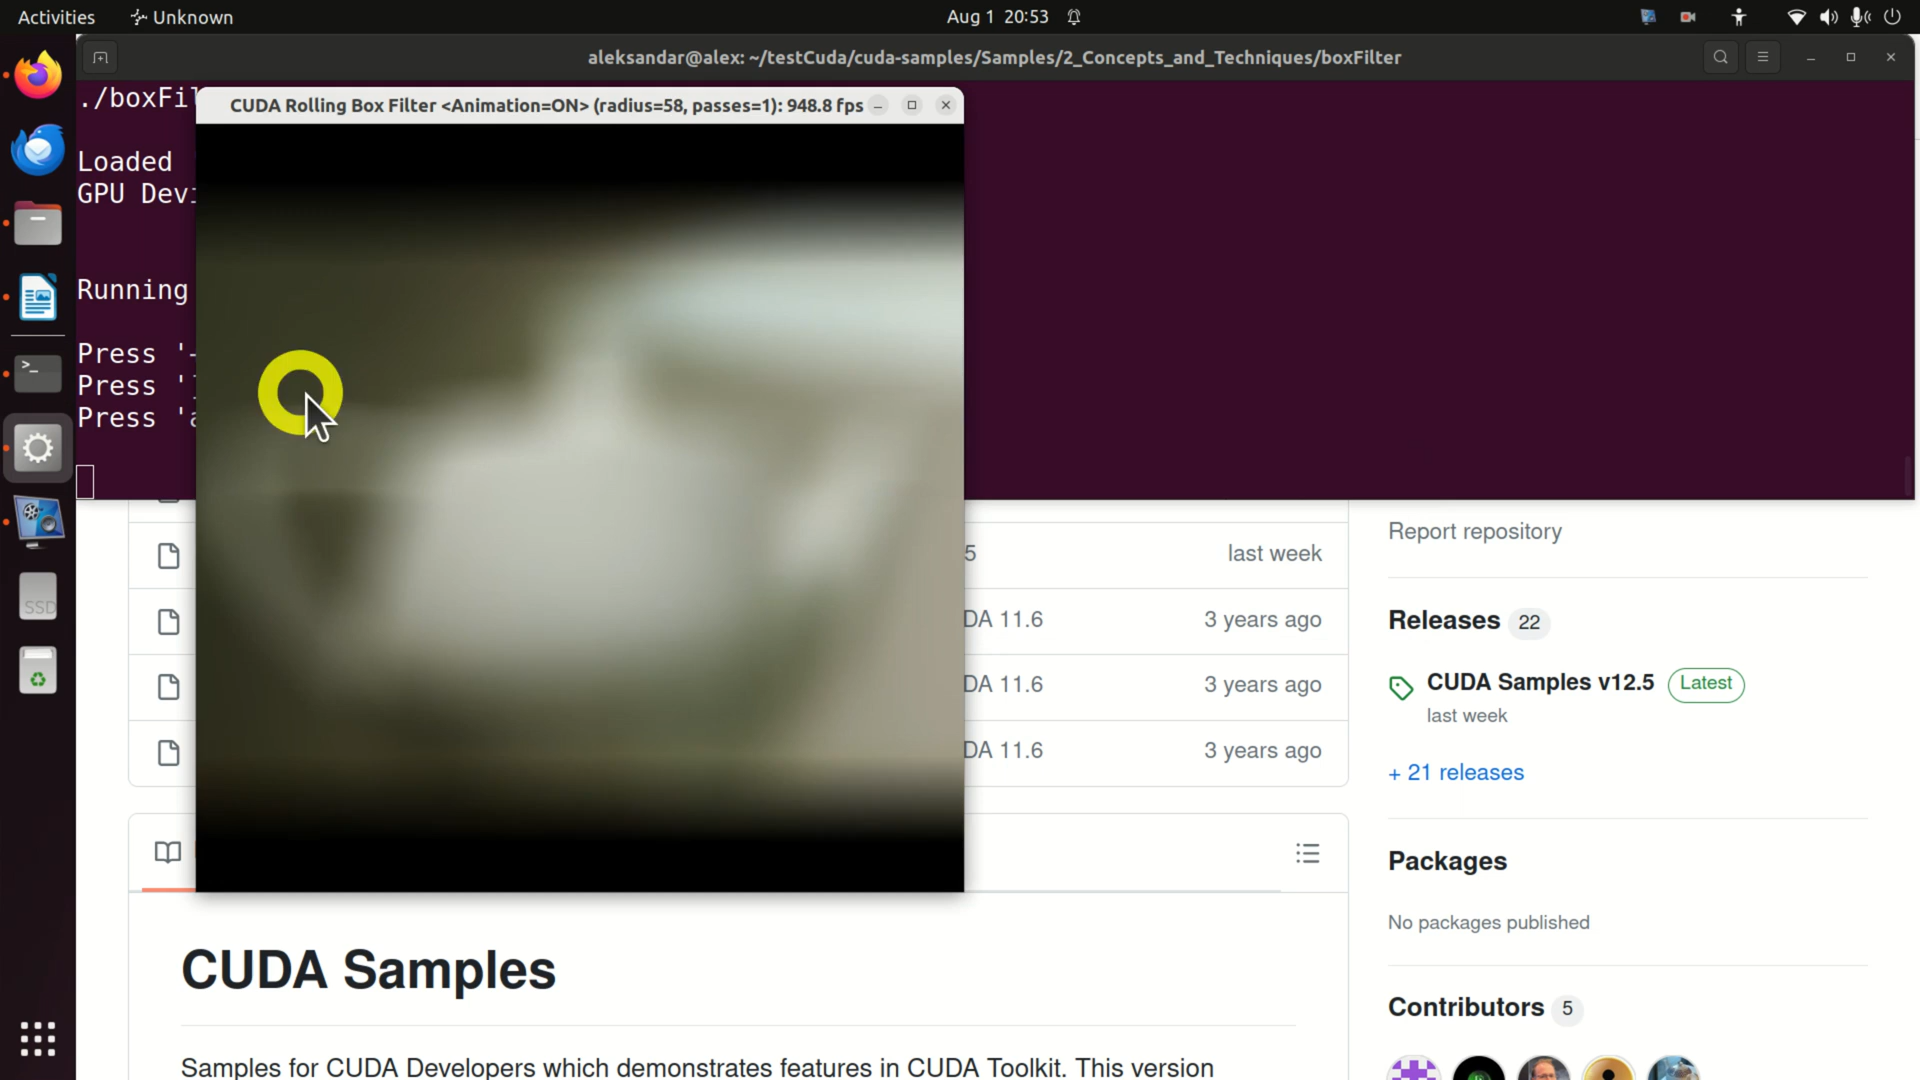 Activities
Unknown
Aug 1 20:53
aleksandar@alex: ~/testCuda/cuda-samples/Samples/2_Concepts_and_Techniques/boxFilter
./boxFil
CUDA Rolling Box Filter <Animation=ON> (radius=58, passes=1): 948.8 fps
Loaded
GPU Devi
Running
Press '-
Press ']
Press 'a
5
last week
DA 11.6
3 years ago
DA 11.6
3 years ago
DA 11.6
3 years ago
Report repository
Releases 22
CUDA Samples v12.5 Latest
last week
+ 21 releases
Packages
No packages published
Contributors 5
SSD
CUDA Samples
Samples for CUDA Developers which demonstrates features in CUDA Toolkit. This version